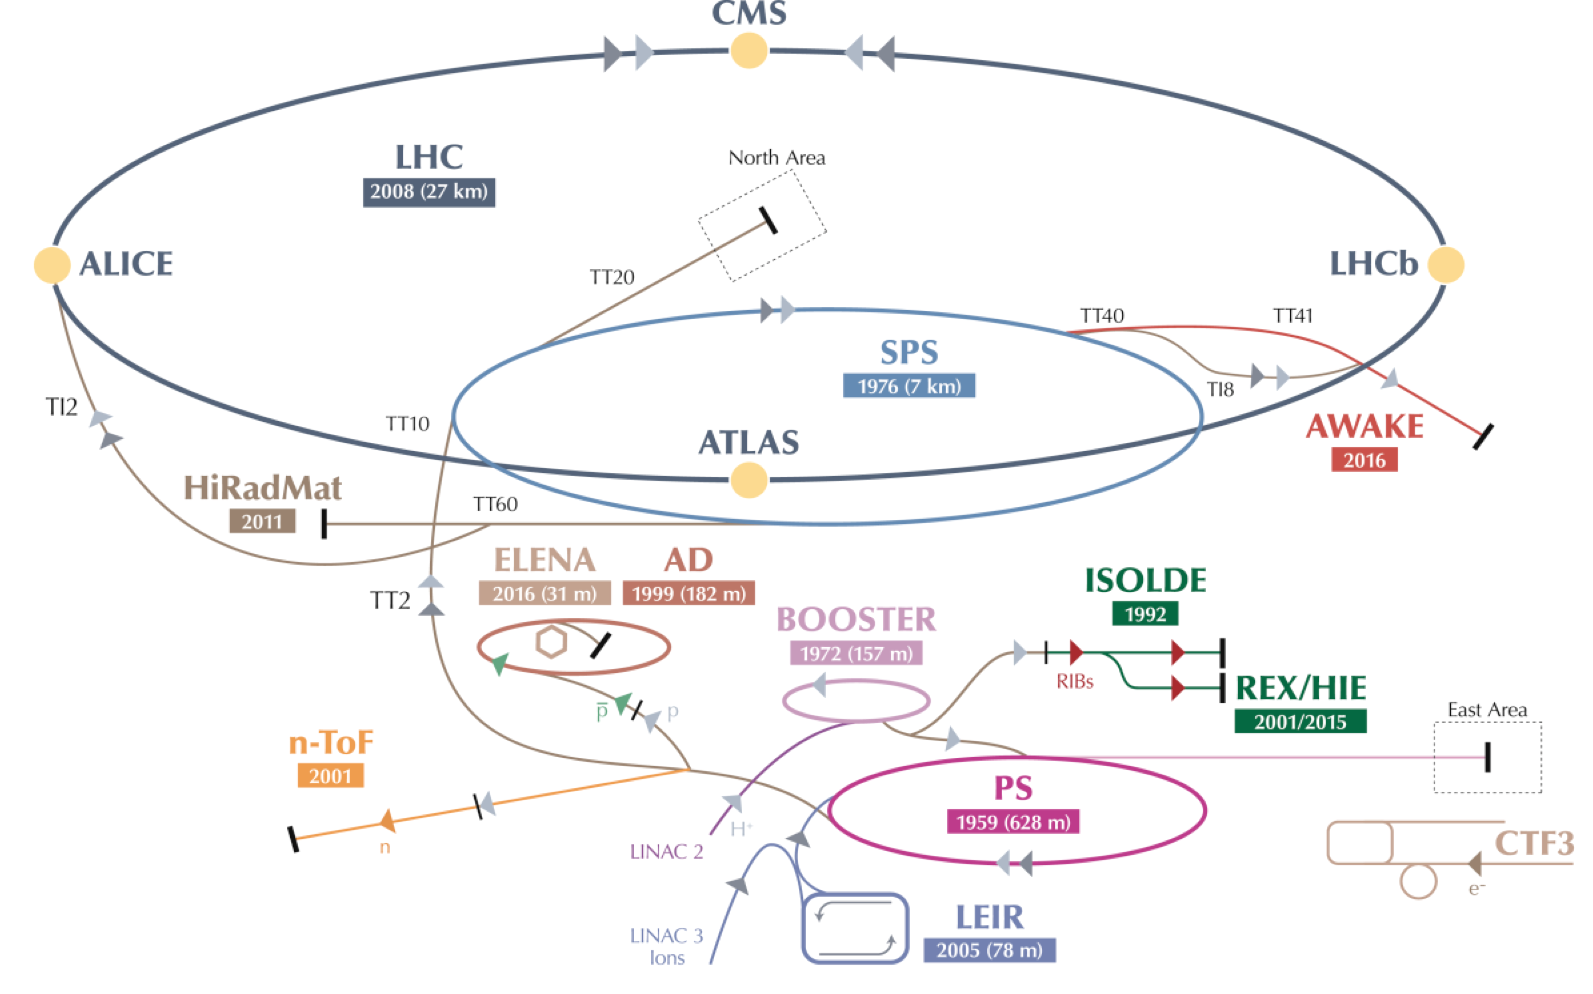 CMS
LHC
2008 (27 km)
North Area
ALICE
LHCb
TT20
TT40
TT41
SPS
1976 (7 km)
TI8
TI2
TT10
ATLAS
AWAKE
2016
HiRadMat
2011
TT60
ELENA
2016 (31 m)
AD
1999 (182 m)
TT2
ISOLDE
1992
BOOSTER
1972 (157 m)
RIBs
REX/HIE
2001/2015
p̅
p
East Area
n-ToF
2001
PS
1959 (628 m)
H⁺
n
LINAC 2
CTF3
e⁻
LEIR
2005 (78 m)
LINAC 3
Ions